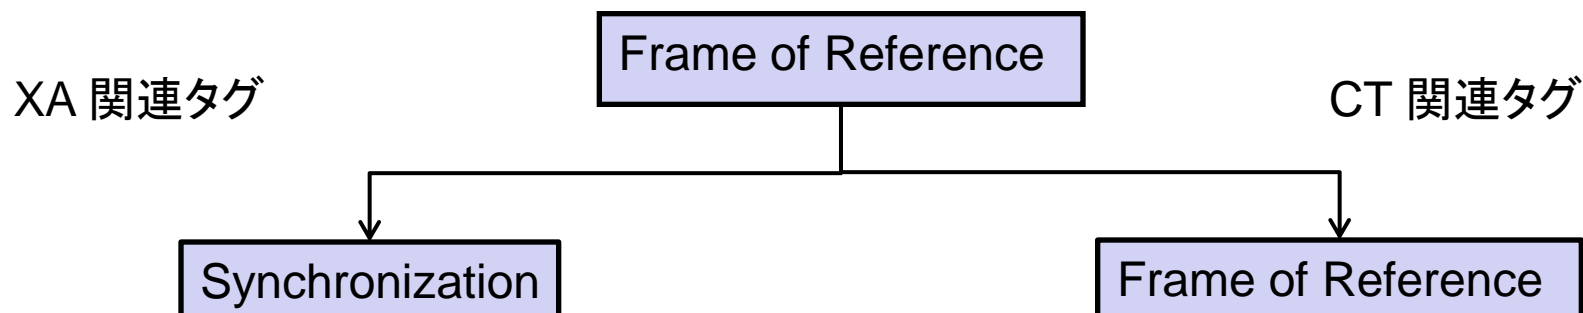 Frame of Reference
XA 関連タグ
CT 関連タグ
Synchronization
Frame of Reference